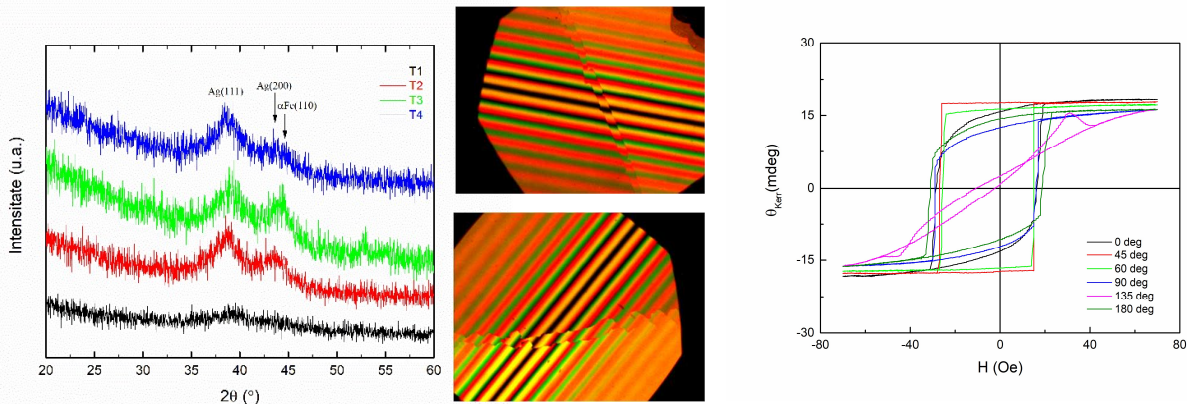 T1
T2
T3
T4
Ag(111)
Ag(200)
αFe(110)
Intensitate (u.a.)
20 25 30 35 40 45 50 55 60
2θ (°)
30
15
0
-15
-30
θKerr(mdeg)
0 deg
45 deg
60 deg
90 deg
135 deg
180 deg
-80 -40 0 40 80
H (Oe)